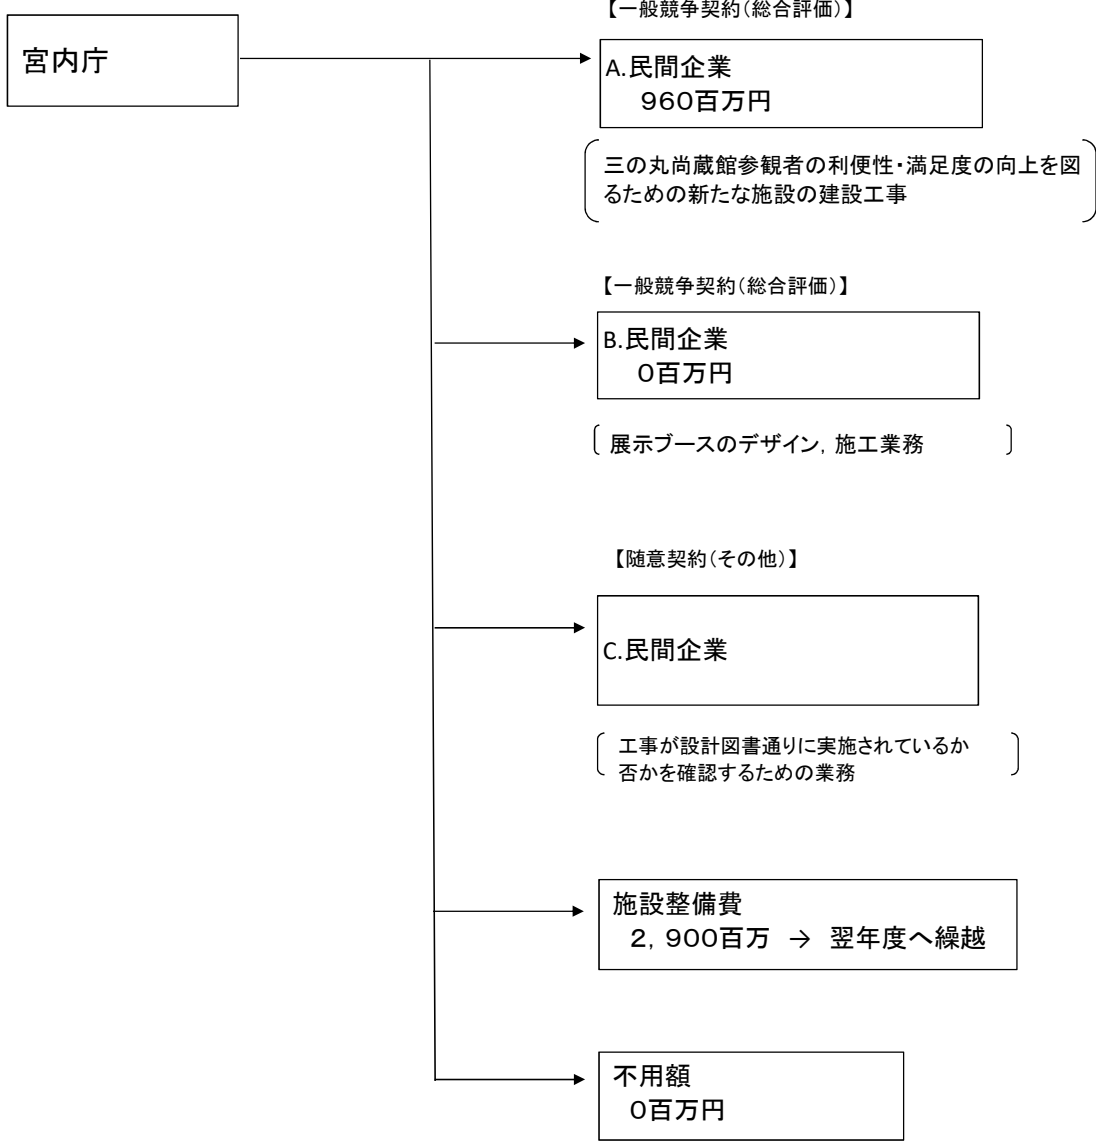 【一般競争契約(総合評価)】
宮内庁
A.民間企業
960百万円
三の丸尚蔵館参観者の利便性・満足度の向上を図
るための新たな施設の建設工事
【一般競争契約(総合評価)】
B.民間企業
0百万円
展示ブースのデザイン,施工業務
【随意契約(その他)】
C.民間企業
工事が設計図書通りに実施されているか
否かを確認するための業務
施設整備費
2,900百万 → 翌年度へ繰越
不用額
0百万円